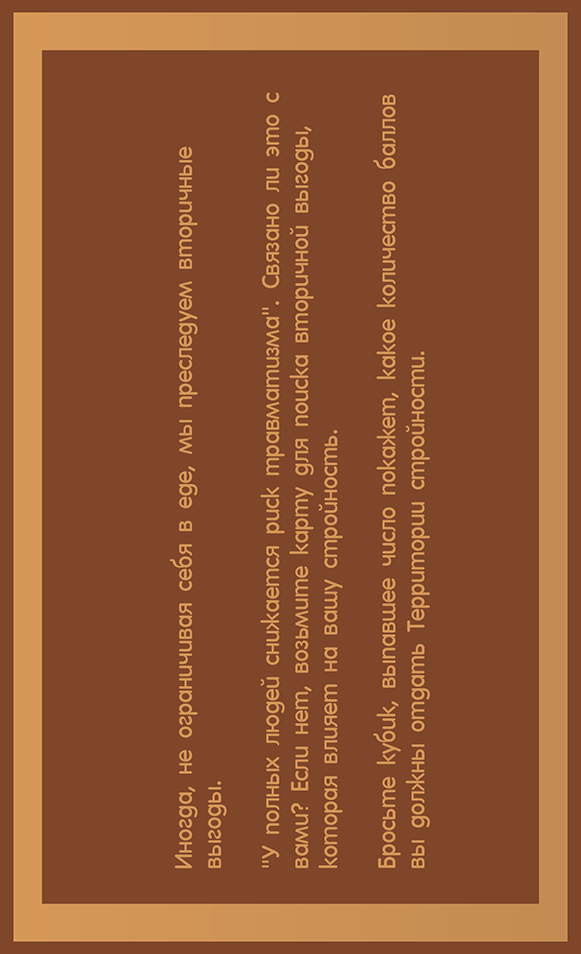 Иногда, не ограничивая себя в еде, мы преследуем вторичные
выгоды.
"У полных людей снижается риск травматизма". Связано ли это с
вами? Если нет, возьмите карту для поиска вторичной выгоды,
которая влияет на вашу стройность.
Бросьте кубик, выпавшее число покажет, какое количество баллов
вы должны отдать Территории стройности.